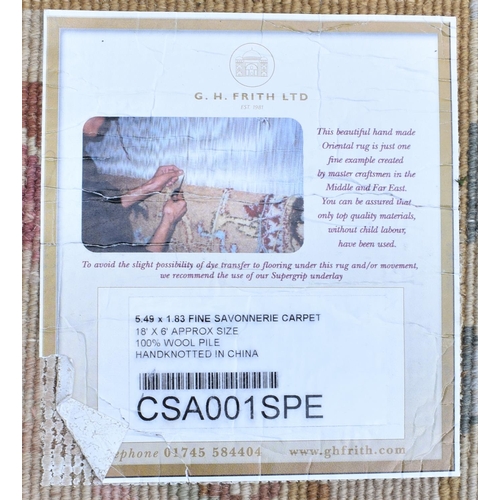 G. H. FRITH LTD
This beautiful hand made
Oriental rug is just one
fine example created
by master craftsmen in the
Middle and Far East.
You can be assured that
only top quality materials,
without child labour,
have been used.
To avoid the slight possibility of dye transfer to flooring under this rug and/or movement,
we recommend the use of our Supergrip underlay
5.49 x 1.83 FINE SAVONNERIE CARPET
18' X 6' APPROX SIZE
100% WOOL PILE
HANDKNOTTED IN CHINA
CSA001SPE
ephone 01745 584404 www.ghfrith.com